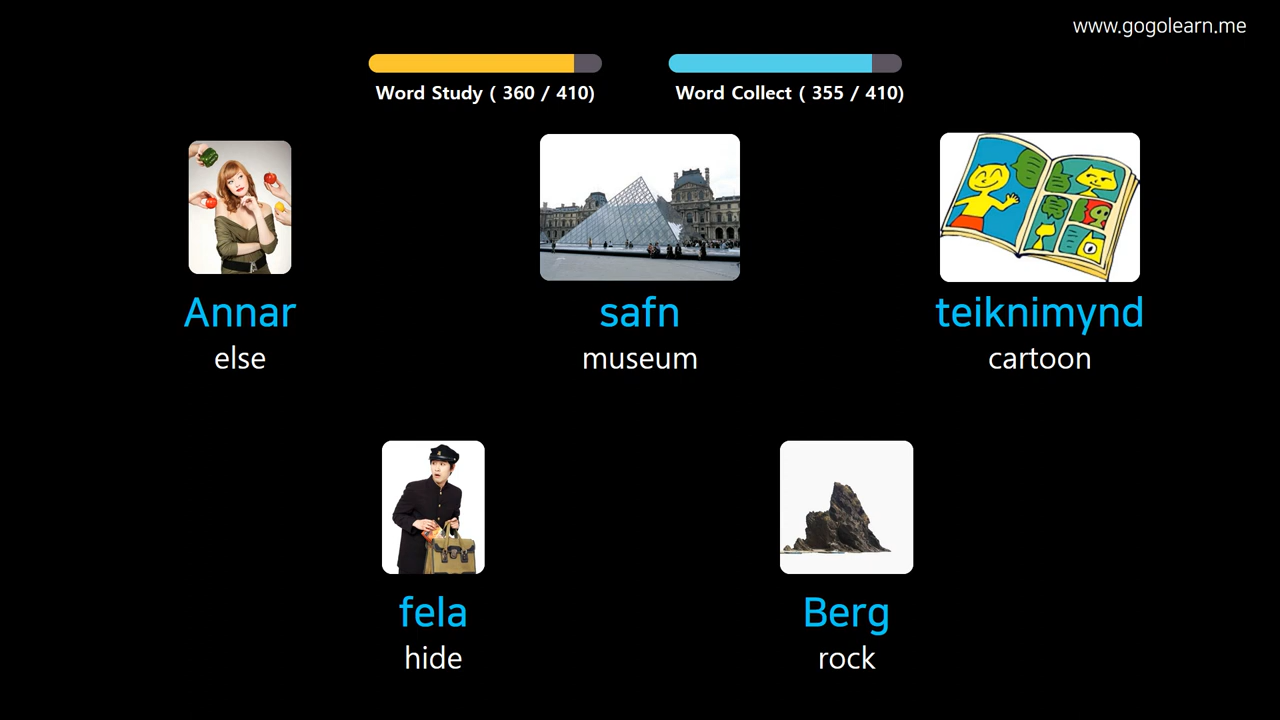 www.gogolearn.me
Word Study ( 360 / 410)
Word Collect ( 355 / 410)
Annar
else
safn
museum
teiknimynd
cartoon
fela
hide
Berg
rock